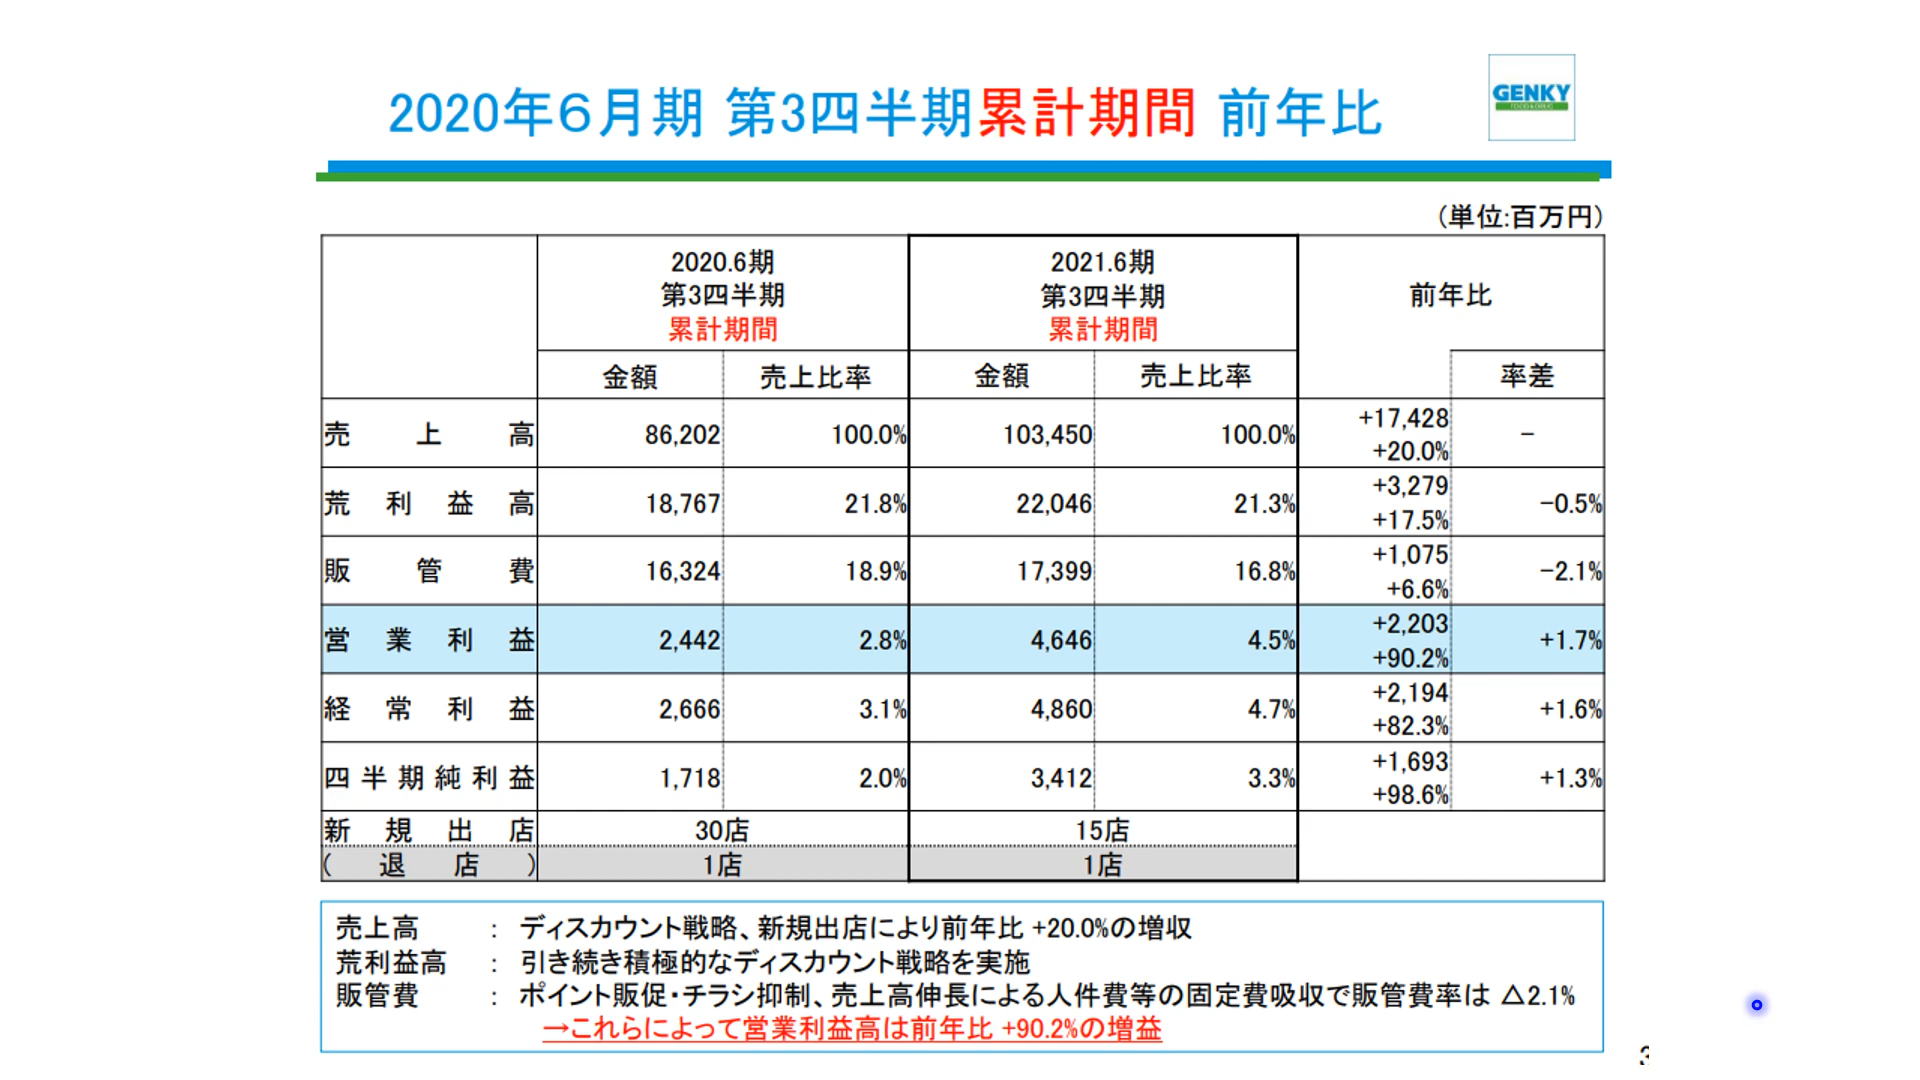 2020年6月期 第3四半期累計期間 前年比
GENKY
FOOD&DRUG
(単位:百万円)
2020.6期
第3四半期
累計期間
2021.6期
第3四半期
累計期間
前年比
金額 売上比率 金額 売上比率 率差
売上高 86,202 100.0% 103,450 100.0% +17,428 +20.0% −
荒利益高 18,767 21.8% 22,046 21.3% +3,279 +17.5% −0.5%
販管費 16,324 18.9% 17,399 16.8% +1,075 +6.6% −2.1%
営業利益 2,442 2.8% 4,646 4.5% +2,203 +90.2% +1.7%
経常利益 2,666 3.1% 4,860 4.7% +2,194 +82.3% +1.6%
四半期純利益 1,718 2.0% 3,412 3.3% +1,693 +98.6% +1.3%
新規出店 30店 15店
(退店) 1店 1店
売上高 : ディスカウント戦略、新規出店により前年比 +20.0%の増収
荒利益高 : 引き続き積極的なディスカウント戦略を実施
販管費 : ポイント販促・チラシ抑制、売上高伸長による人件費等の固定費吸収で販管費率は △2.1%
→これらによって営業利益高は前年比 +90.2%の増益
3